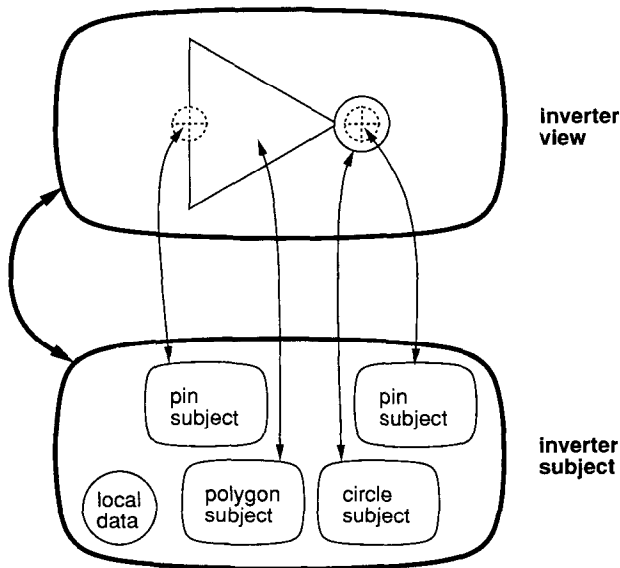 inverter
view
pin
subject
pin
subject
inverter
subject
local
data
polygon
subject
circle
subject